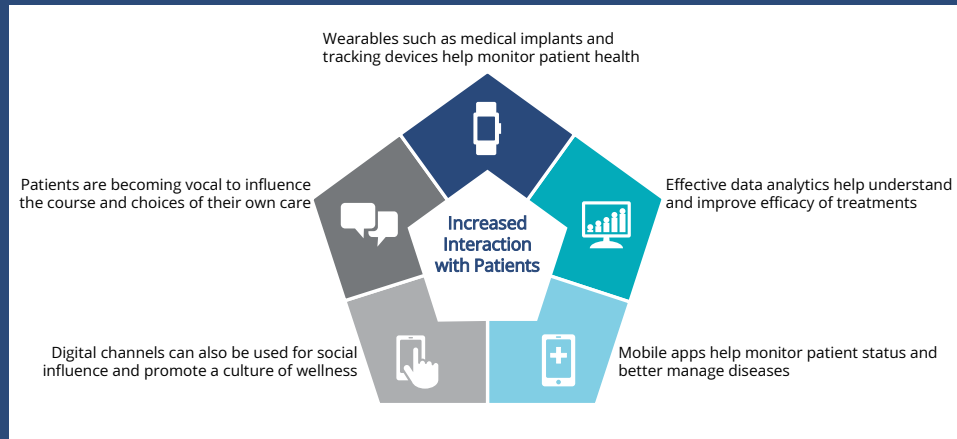 Wearables such as medical implants and
tracking devices help monitor patient health
Patients are becoming vocal to influence
the course and choices of their own care
Effective data analytics help understand
and improve efficacy of treatments
Increased
Interaction
with Patients
Digital channels can also be used for social
influence and promote a culture of wellness
Mobile apps help monitor patient status and
better manage diseases